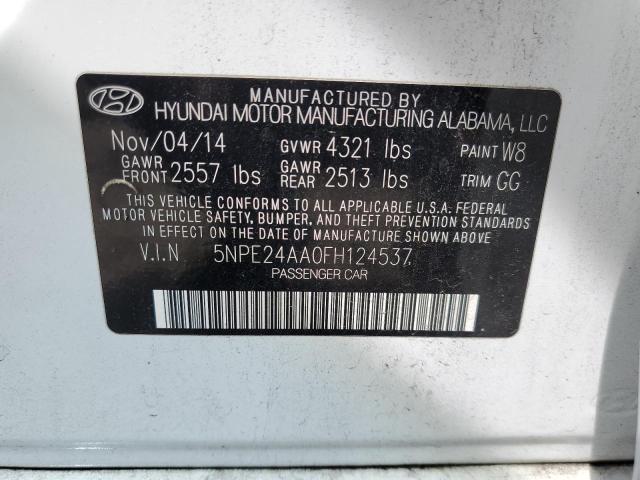 MANUFACTURED BY
HYUNDAI MOTOR MANUFACTURING ALABAMA, LLC
Nov/04/14 GVWR 4321 lbs PAINT W8
GAWR FRONT 2557 lbs GAWR REAR 2513 lbs TRIM GG
THIS VEHICLE CONFORMS TO ALL APPLICABLE U.S.A. FEDERAL
MOTOR VEHICLE SAFETY, BUMPER, AND THEFT PREVENTION STANDARDS
IN EFFECT ON THE DATE OF MANUFACTURE SHOWN ABOVE.
V.I.N. 5NPE24AA0FH124537
PASSENGER CAR